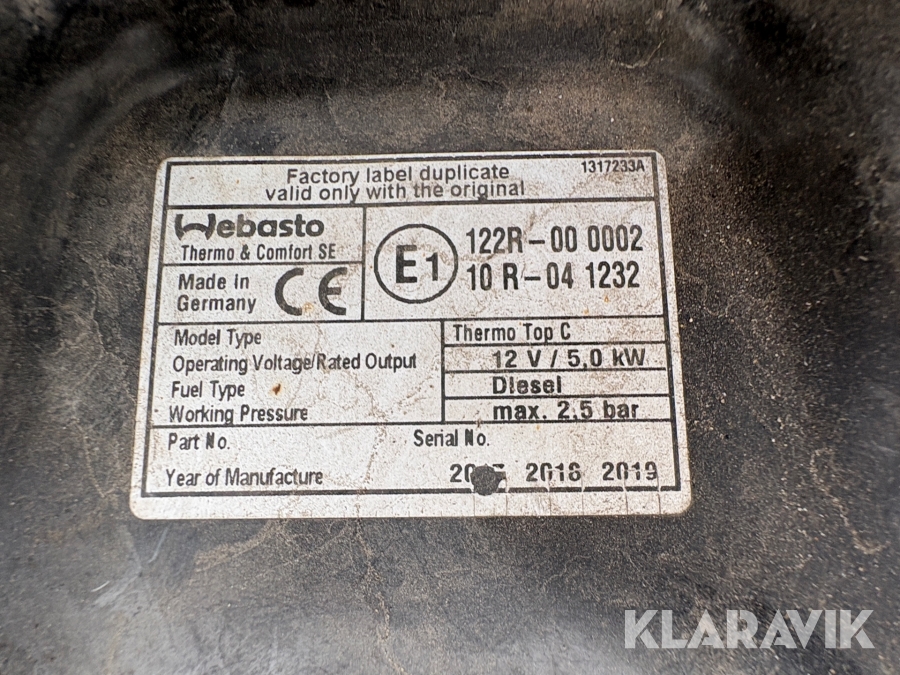 Factory label duplicate
valid only with the original
1317233A
Webasto
Thermo & Comfort SE
Made in
Germany
CE
E1
122R-00 0002
10 R-04 1232
Model Type
Thermo Top C
Operating Voltage/Rated Output
12 V / 5,0 kW
Fuel Type
Diesel
Working Pressure
max. 2,5 bar
Part No.
Serial No.
Year of Manufacture
2018 2019
KLARAVIK